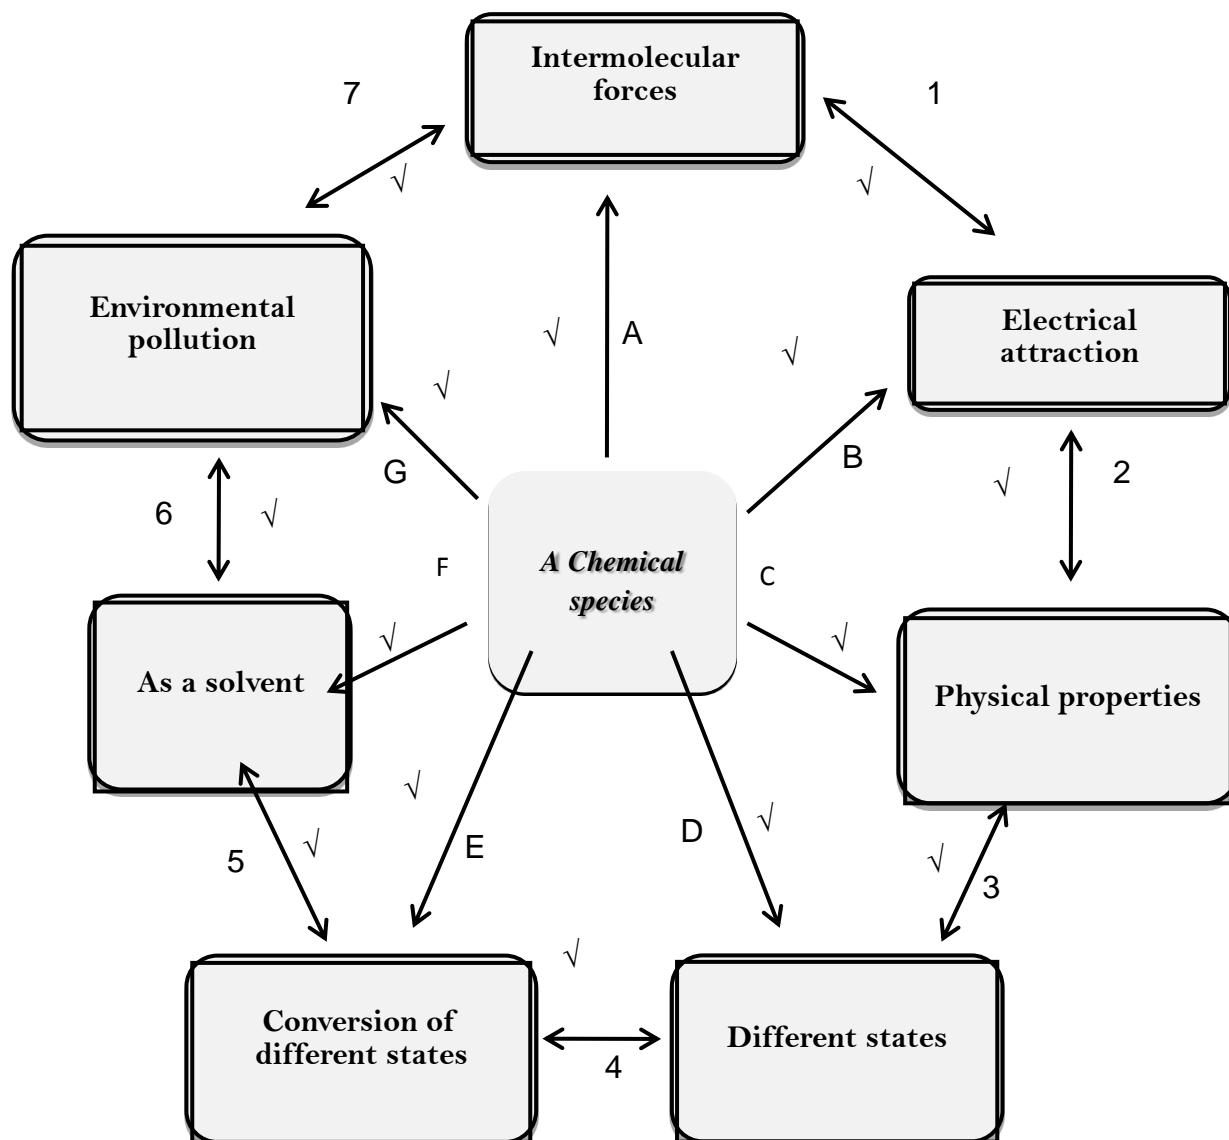 Intermolecular
forces
7
1
√
√
Environmental
pollution
Electrical
attraction
√
A
√
√
G
B
6
√
√
2
F
A Chemical
species
C
√
√
As a solvent
Physical properties
√
√
5
√
E
D
√
3
√
Conversion of
different states
Different states
4